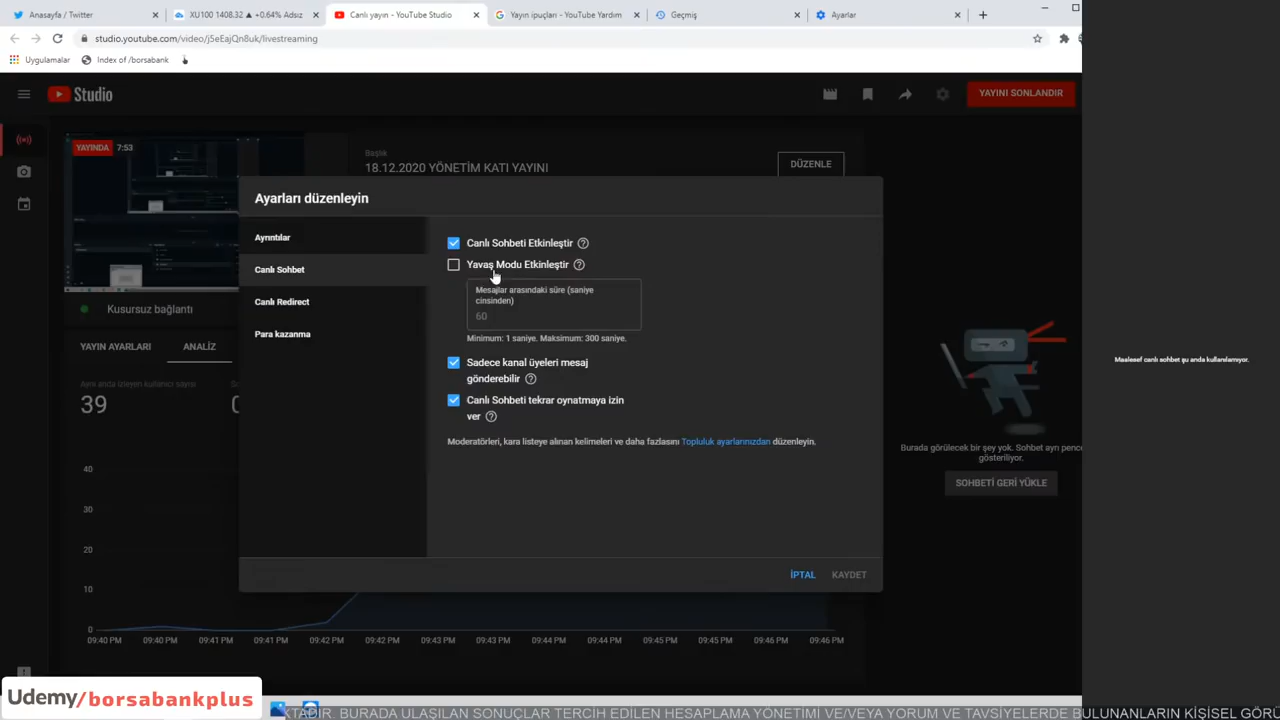 Anasayfa / Twitter
XU100 1408.32 ▲ +0.64% Adsız
Canlı yayın - YouTube Studio
Yayın ipuçları - YouTube Yardım
Geçmiş
Ayarlar
studio.youtube.com/video/j5eEajQn8uk/livestreaming
Uygulamalar
Index of /borsabank
Studio
YAYINI SONLANDIR
YAYINDA 7:53
Başlık
18.12.2020 YÖNETİM KATI YAYINI
DÜZENLE
Ayarları düzenleyin
Ayrıntılar
Canlı Sohbet
Canlı Redirect
Para kazanma
Canlı Sohbeti Etkinleştir
Yavaş Modu Etkinleştir
Mesajlar arasındaki süre (saniye
cinsinden)
60
Minimum: 1 saniye. Maksimum: 300 saniye.
Sadece kanal üyeleri mesaj
gönderebilir
Canlı Sohbeti tekrar oynatmaya izin
ver
Moderatörleri, kara listeye alınan kelimeleri ve daha fazlasını Topluluk ayarlarınızdan düzenleyin.
İPTAL
KAYDET
Kusursuz bağlantı
YAYIN AYARLARI
ANALİZ
Aynı anda izleyen kullanıcı sayısı
39
40
30
20
10
0
09:40 PM
09:40 PM
09:41 PM
09:41 PM
09:42 PM
09:42 PM
09:43 PM
09:43 PM
09:44 PM
09:44 PM
09:45 PM
09:45 PM
09:46 PM
09:46 PM
Burada görülecek bir şey yok. Sohbet ayrı pence
gösteriliyor.
SOHBETİ GERİ YÜKLE
Maalesef canlı sohbet şu anda kullanılamıyor.
Udemy/borsabankplus
KTADIR. BURADA ULAŞILAN SONUÇLAR TERCİH EDİLEN HESAPLAMA YÖNETİMİ VE/VEYA YORUM VE TAVSİYELERDE BULUNANLARIN KİŞİSEL GÖRÜ